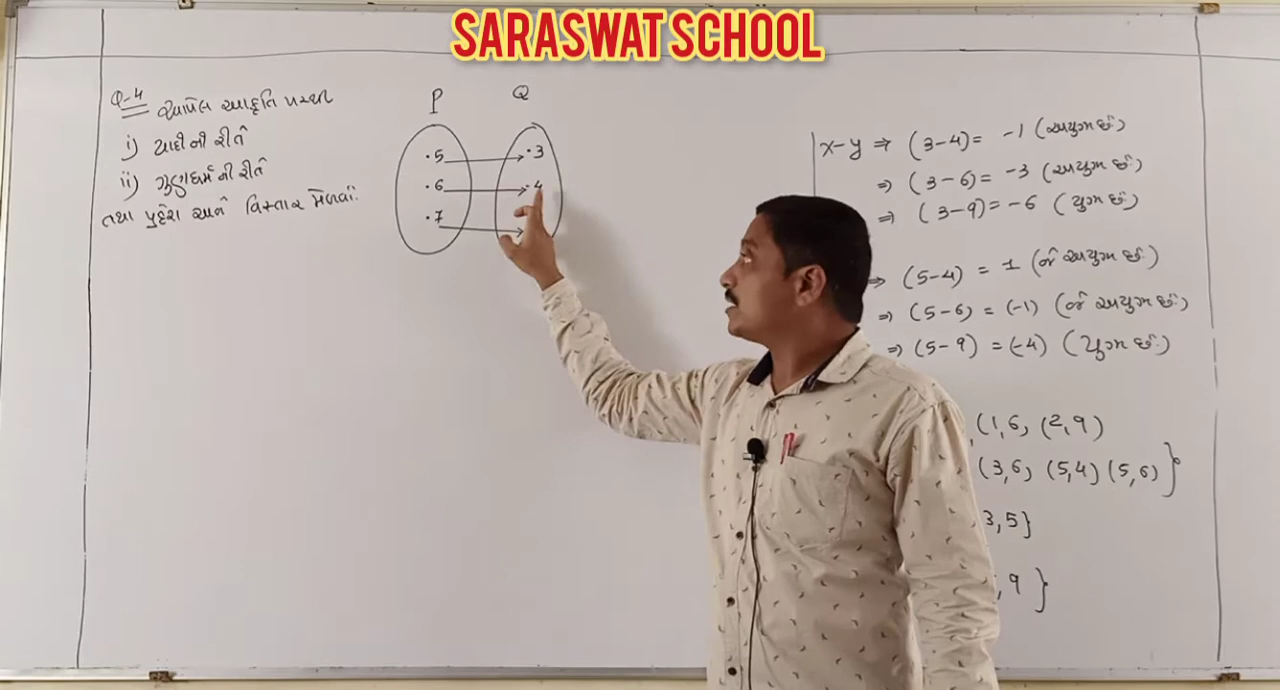 SARASWAT SCHOOL
Q-4 આપેલ આકૃતિ પરથી
i) યાદીની રીતે
ii) ગુણધર્મની રીતે
તથા પ્રદેશ અને વિસ્તાર મેળવો.
P Q
·5 ·3
·6 ·4
·7
x-y ⇒ (3-4) = -1 (અયુગ્મ છે.)
⇒ (3-6) = -3 (અયુગ્મ છે.)
⇒ (3-9) = -6 (યુગ્મ છે.)
⇒ (5-4) = 1 (જે અયુગ્મ છે.)
⇒ (5-6) = (-1) (જે અયુગ્મ છે.)
⇒ (5-9) = (-4) (યુગ્મ છે.)
, (1,6, (2,9)
(3,6) (5,4) (5,6) }
3,5}
, 9 }